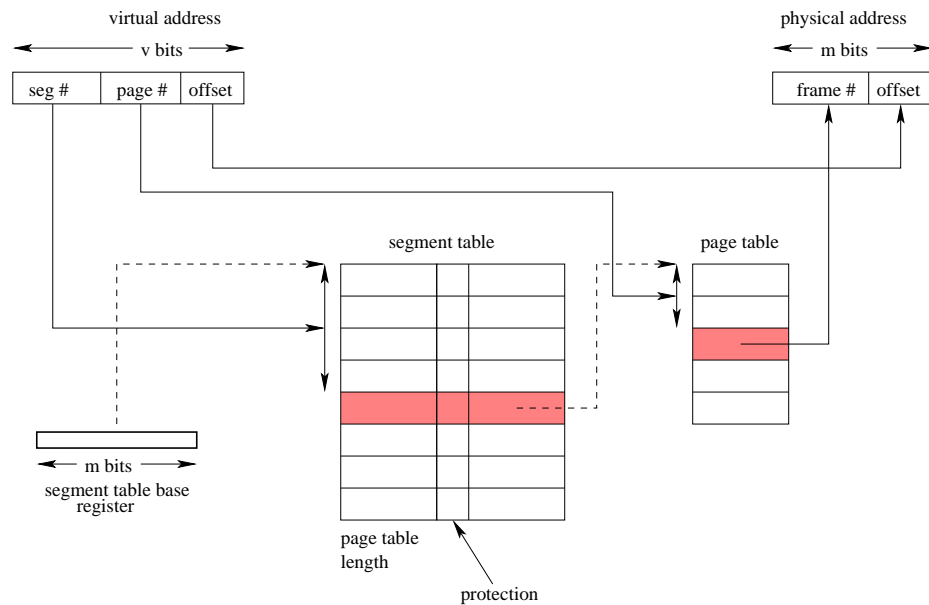 virtual address
v bits
seg #
page #
offset
physical address
m bits
frame #
offset
segment table
page table
m bits
segment table base
register
page table
length
protection